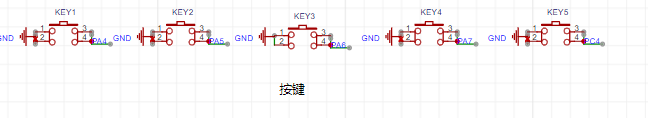 KEY1 KEY2 KEY3 KEY4 KEY5
1 3 1 3 1 3 1 3 1 3
GND 2 4 PA4 GND 2 4 PA5 GND 2 4 PA6 GND 2 4 PA7 GND 2 4 PC4
按键